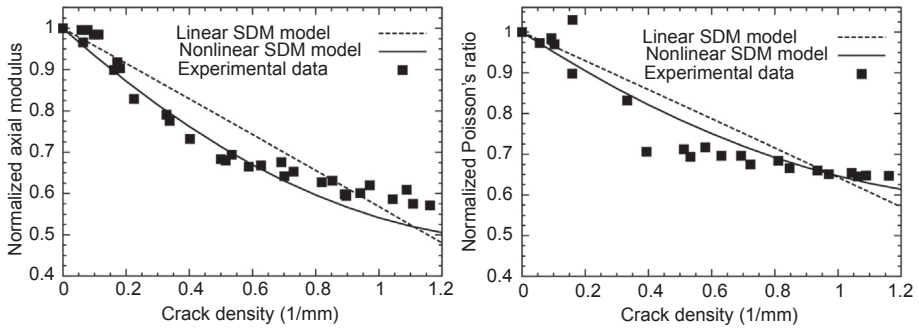 Normalized axial modulus
1
0.9
0.8
0.7
0.6
0.5
0.4
0 0.2 0.4 0.6 0.8 1 1.2
Crack density (1/mm)
Linear SDM model
Nonlinear SDM model
Experimental data
Normalized Poisson's ratio
1
0.9
0.8
0.7
0.6
0.5
0.4
0 0.2 0.4 0.6 0.8 1 1.2
Crack density (1/mm)
Linear SDM model
Nonlinear SDM model
Experimental data